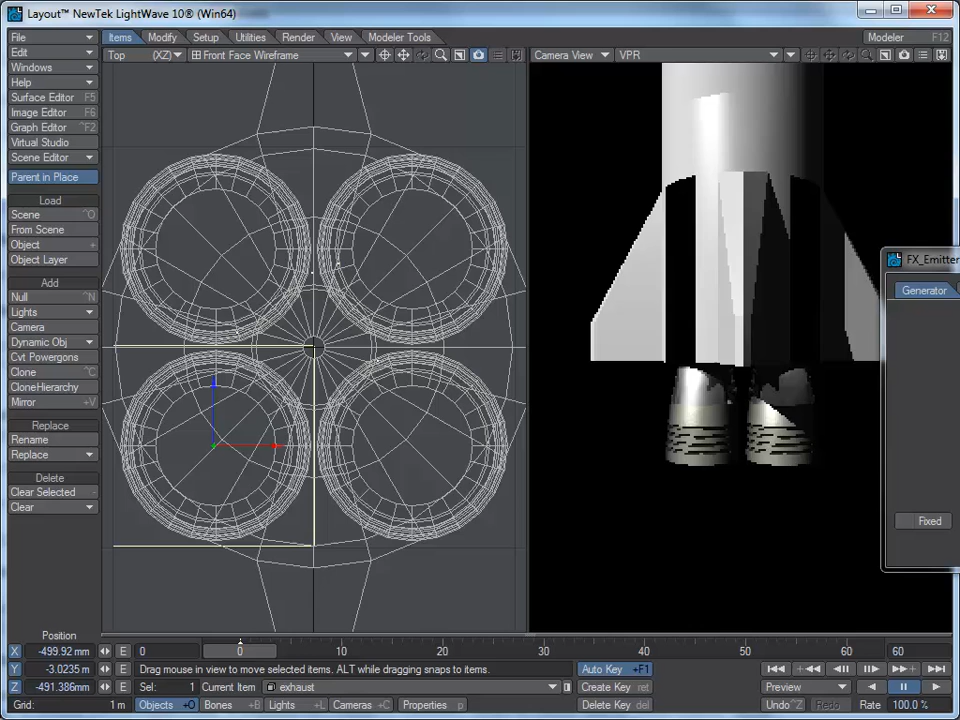 Layout™ NewTek LightWave 10® (Win64)
File
Items
Modify
Setup
Utilities
Render
View
Modeler Tools
Modeler F12
Edit
Top (XZ)
Front Face Wireframe
Camera View
VPR
Windows
Help
Surface Editor F5
Image Editor F6
Graph Editor ^F2
Virtual Studio
Scene Editor
Parent in Place
Load
Scene ^O
From Scene
Object +
Object Layer
FX_Emitter
Add
Generator
Null ^N
Lights
Camera
Dynamic Obj
Cvt Powergons
Clone ^C
CloneHierarchy
Mirror +V
Replace
Rename
Replace
Delete
Clear Selected -
Clear
Fixed
Position
X -499.92 mm E 0
0 10 20 30 40 50 60
60
Y -3.0235 m E
Drag mouse in view to move selected items. ALT while dragging snaps to items.
Auto Key +F1
Z -491.386mm E
Sel: 1
Current Item
exhaust
Create Key ret
Preview
Grid: 1 m
Objects +O
Bones +B
Lights +L
Cameras +C
Properties p
Delete Key del
Undo^Z
Redo
Rate 100.0 %